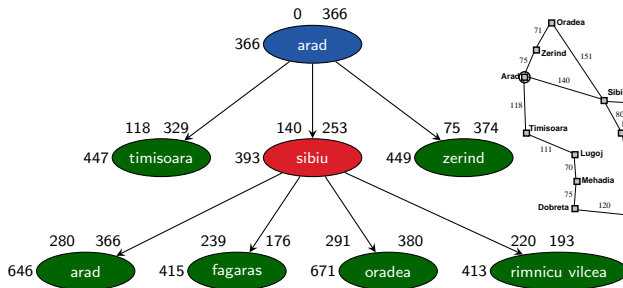 0 366
366 arad
118 329
447 timisoara
140 253
393 sibiu
75 374
449 zerind
280 366
646 arad
239 176
415 fagaras
291 380
671 oradea
220 193
413 rimnicu vilcea
Oradea
71
Zerind
151
75
Arad
140
118
Sibi
80
Timisoara
111
Lugoj
70
Mehadia
75
Dobreta
120